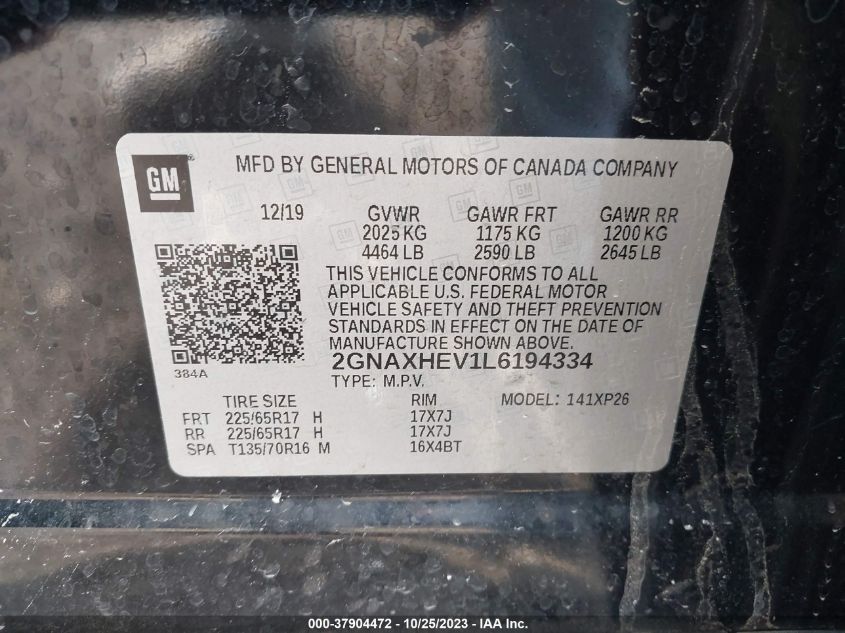 GM
MFD BY GENERAL MOTORS OF CANADA COMPANY
12/19 GVWR GAWR FRT GAWR RR
2025 KG 1175 KG 1200 KG
4464 LB 2590 LB 2645 LB
THIS VEHICLE CONFORMS TO ALL
APPLICABLE U.S. FEDERAL MOTOR
VEHICLE SAFETY AND THEFT PREVENTION
STANDARDS IN EFFECT ON THE DATE OF
MANUFACTURE SHOWN ABOVE.
2GNAXHEV1L6194334
384A
TYPE: M.P.V.
TIRE SIZE RIM MODEL: 141XP26
FRT 225/65R17 H 17X7J
RR 225/65R17 H 17X7J
SPA T135/70R16 M 16X4BT
000-37904472 - 10/25/2023 - IAA Inc.